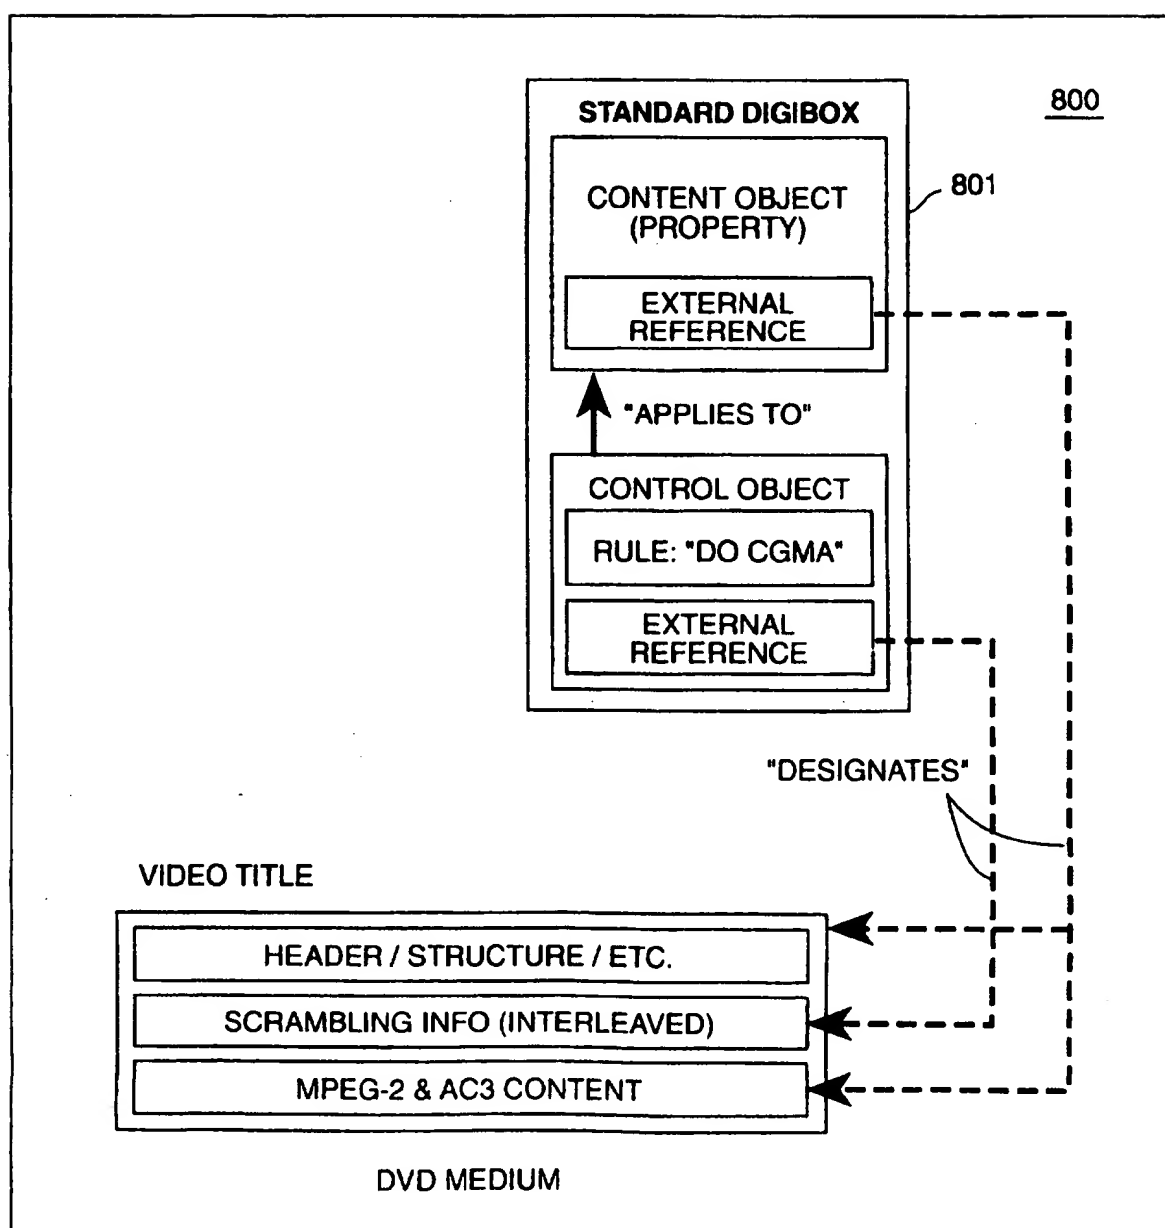 800
STANDARD DIGIBOX
801
CONTENT OBJECT
(PROPERTY)
EXTERNAL
REFERENCE
"APPLIES TO"
CONTROL OBJECT
RULE: "DO CGMA"
EXTERNAL
REFERENCE
"DESIGNATES"
VIDEO TITLE
HEADER / STRUCTURE / ETC.
SCRAMBLING INFO (INTERLEAVED)
MPEG-2 & AC3 CONTENT
DVD MEDIUM